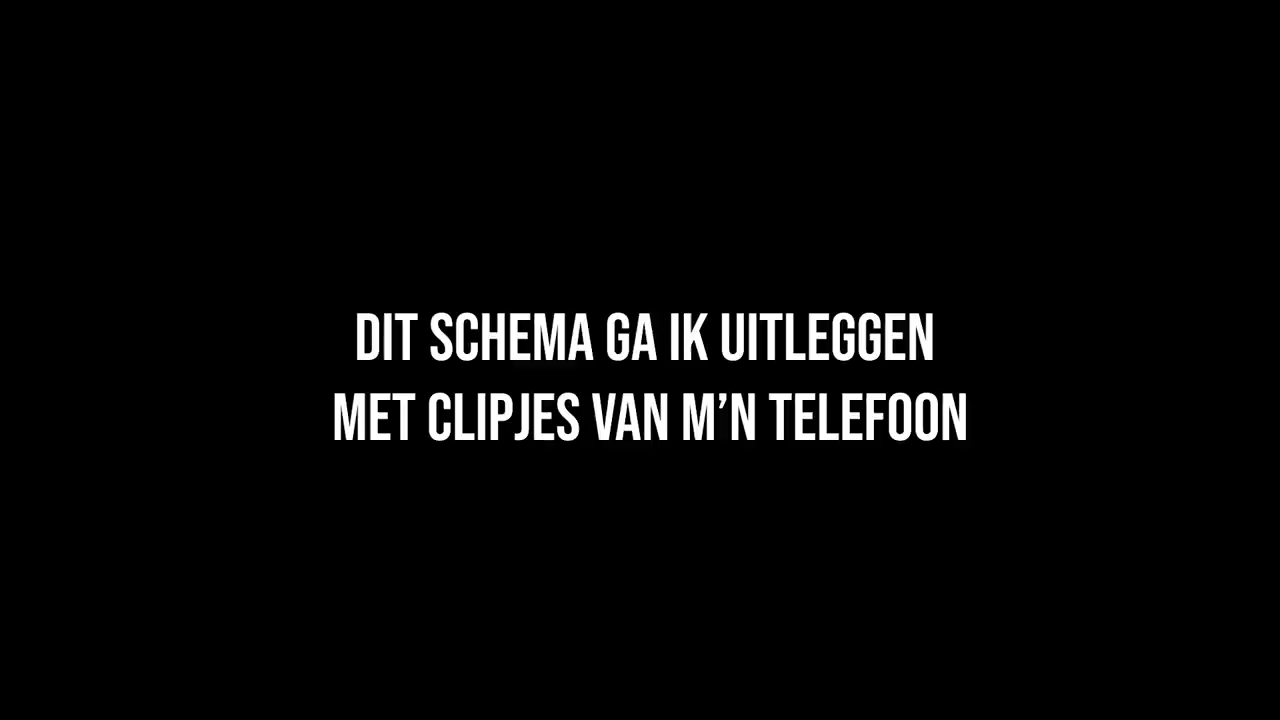 DIT SCHEMA GA IK UITLEGGEN
MET CLIPJES VAN M’N TELEFOON